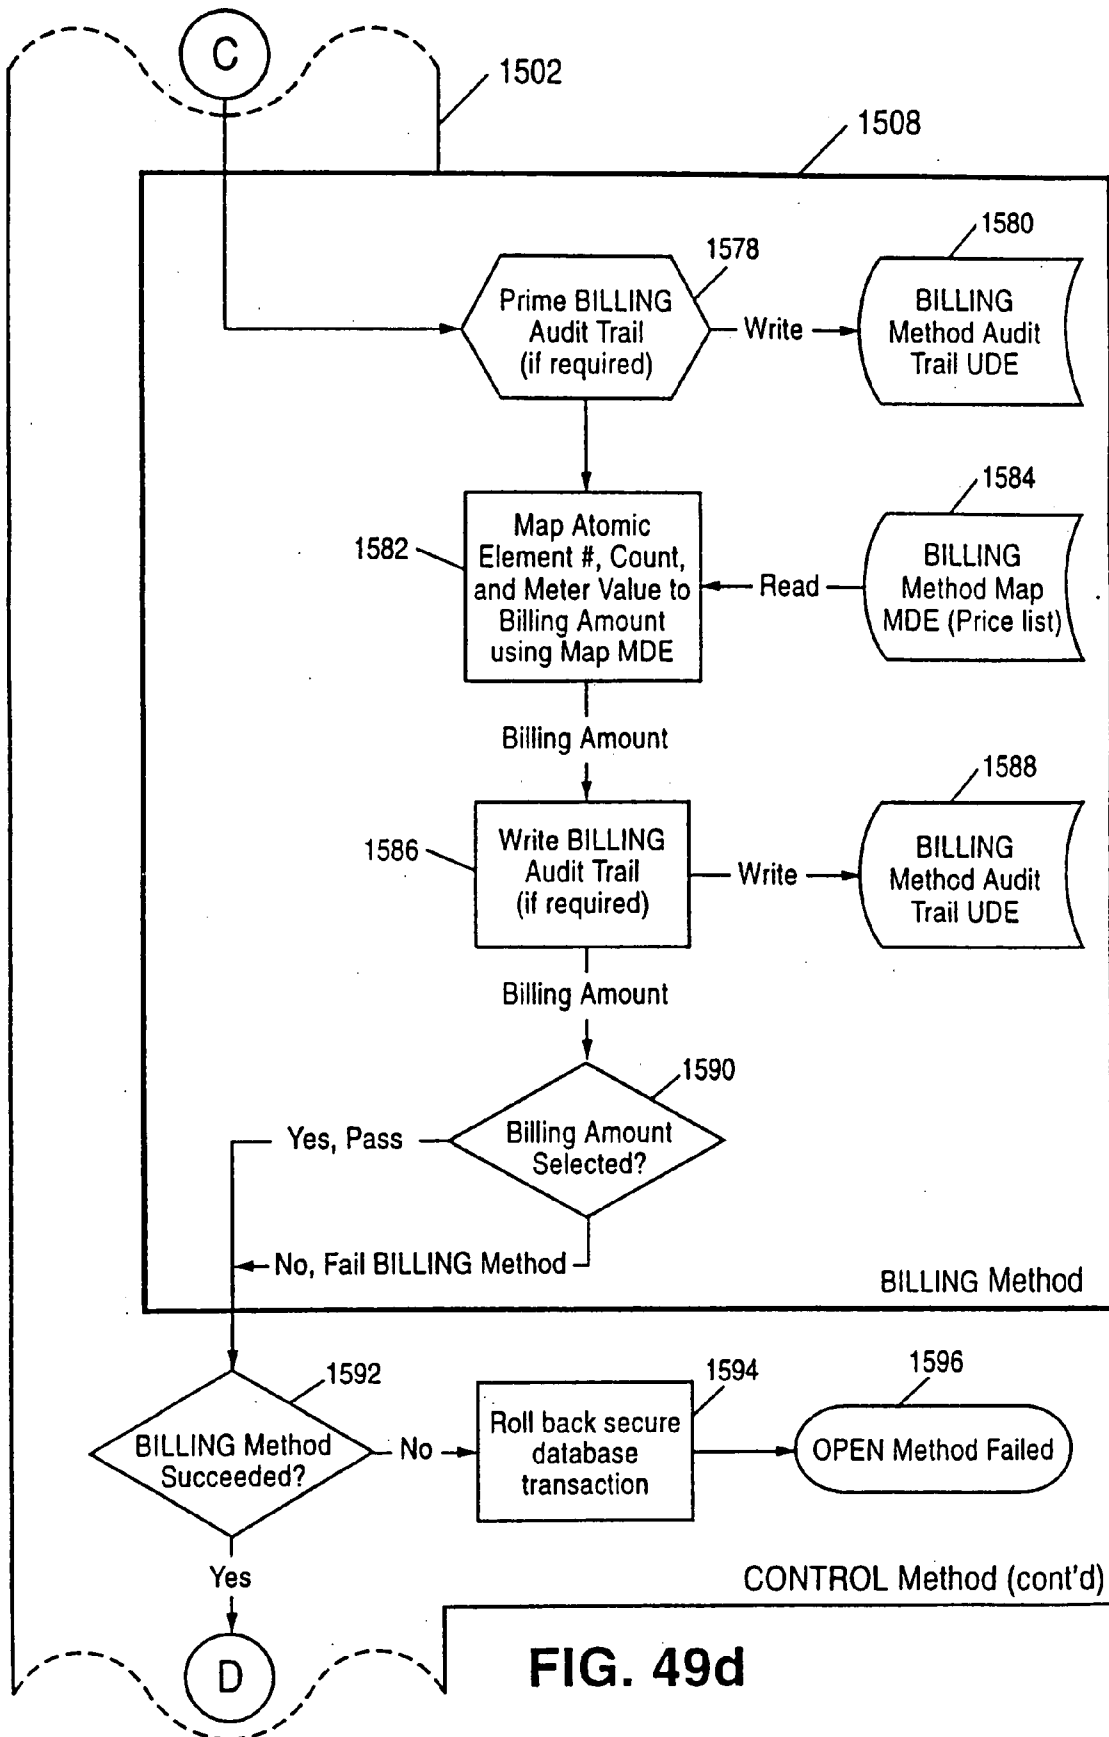 C
1502
1508
1578
1580
Prime BILLING
Audit Trail
(if required)
Write
BILLING
Method Audit
Trail UDE
1582
1584
Map Atomic
Element #, Count,
and Meter Value to
Billing Amount
using Map MDE
Read
BILLING
Method Map
MDE (Price list)
Billing Amount
1586
1588
Write BILLING
Audit Trail
(if required)
Write
BILLING
Method Audit
Trail UDE
Billing Amount
1590
Billing Amount
Selected?
Yes, Pass
No, Fail BILLING Method
BILLING Method
1592
1594
1596
BILLING Method
Succeeded?
No
Roll back secure
database
transaction
OPEN Method Failed
Yes
CONTROL Method (cont'd)
D
FIG. 49d